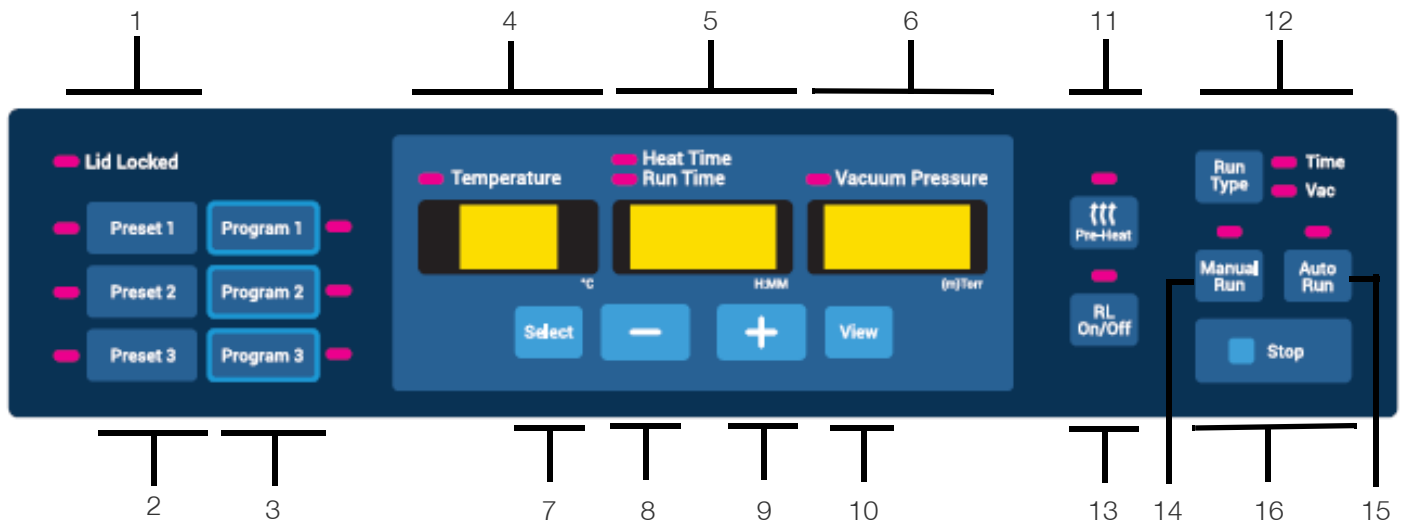 1 4 5 6 11 12
Lid Locked
Preset 1 Program 1
Preset 2 Program 2
Preset 3 Program 3
Temperature
Heat Time
Run Time
Vacuum Pressure
°C
H:MM
(m)Torr
Select − + View
Pre-Heat
RL
On/Off
Run
Type
Time
Vac
Manual
Run
Auto
Run
Stop
2 3 7 8 9 10 13 14 16 15